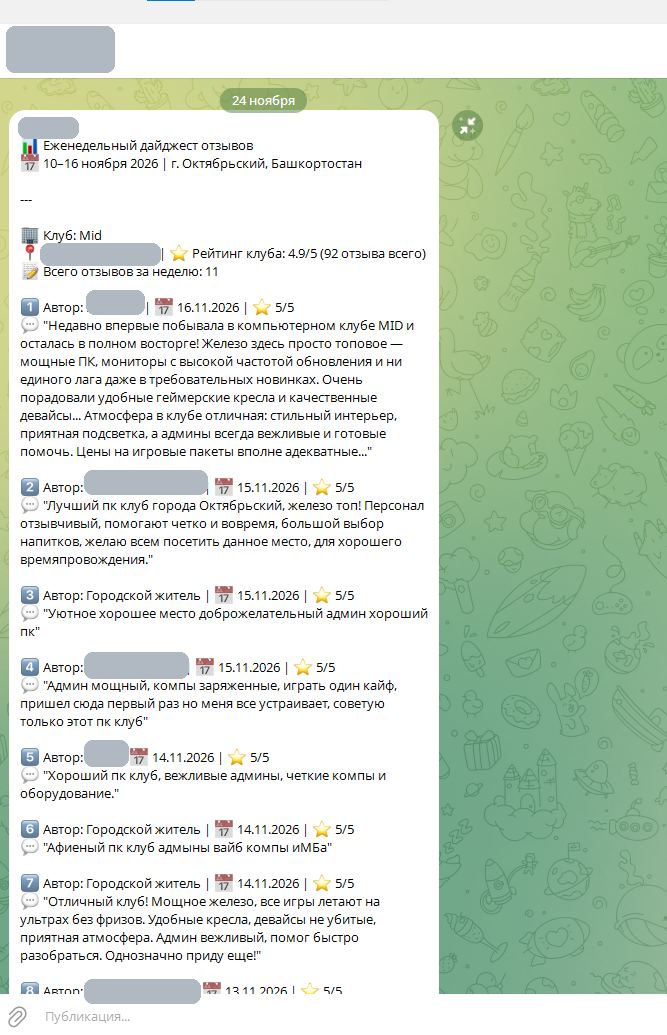 24 ноября
Еженедельный дайджест отзывов
10–16 ноября 2026 | г. Октябрьский, Башкортостан
---
Клуб: Mid
| Рейтинг клуба: 4.9/5 (92 отзыва всего)
Всего отзывов за неделю: 11
1 Автор: | 16.11.2026 | 5/5
"Недавно впервые побывала в компьютерном клубе MID и
осталась в полном восторге! Железо здесь просто топовое —
мощные ПК, мониторы с высокой частотой обновления и ни
единого лага даже в требовательных новинках. Очень
порадовали удобные геймерские кресла и качественные
девайсы... Атмосфера в клубе отличная: стильный интерьер,
приятная подсветка, а админы всегда вежливые и готовые
помочь. Цены на игровые пакеты вполне адекватные..."
2 Автор: | 15.11.2026 | 5/5
"Лучший пк клуб города Октябрьский, железо топ! Персонал
отзывчивый, помогают четко и вовремя, большой выбор
напитков, желаю всем посетить данное место, для хорошего
времяпровождения."
3 Автор: Городской житель | 15.11.2026 | 5/5
"Уютное хорошее место доброжелательный админ хороший
пк"
4 Автор: 15.11.2026 | 5/5
"Админ мощный, компы заряженные, играть один кайф,
пришел сюда первый раз но меня все устраивает, советую
только этот пк клуб"
5 Автор: 14.11.2026 | 5/5
"Хороший пк клуб, вежливые админы, четкие компы и
оборудование."
6 Автор: Городской житель | 14.11.2026 | 5/5
"Афиеный пк клуб адмыны вайб компы иМБа"
7 Автор: Городской житель | 14.11.2026 | 5/5
"Отличный клуб! Мощное железо, все игры летают на
ультрах без фризов. Удобные кресла, девайсы не убитые,
приятная атмосфера. Админ вежливый, помог быстро
разобраться. Однозначно приду еще!"
8 Автор: 13.11.2026 | 5/5
Публикация...